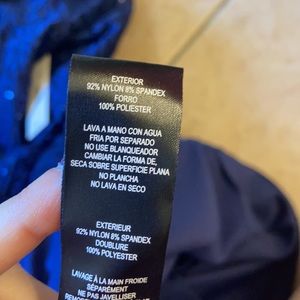 EXTERIOR
92% NYLON 8% SPANDEX
FORRO
100% POLIESTER
LAVA A MANO CON AGUA
FRIA POR SEPARADO
NO USE BLANQUEADOR
CAMBIAR LA FORMA DE,
SECA SOBRE SUPERFICIE PLANA
NO PLANCHA
NO LAVA EN SECO
EXTERIEUR
92% NYLON 8% SPANDEX
DOUBLURE
100% POLYESTER
LAVAGE À LA MAIN FROIDE
SÉPARÉMENT
NE PAS JAVELLISER